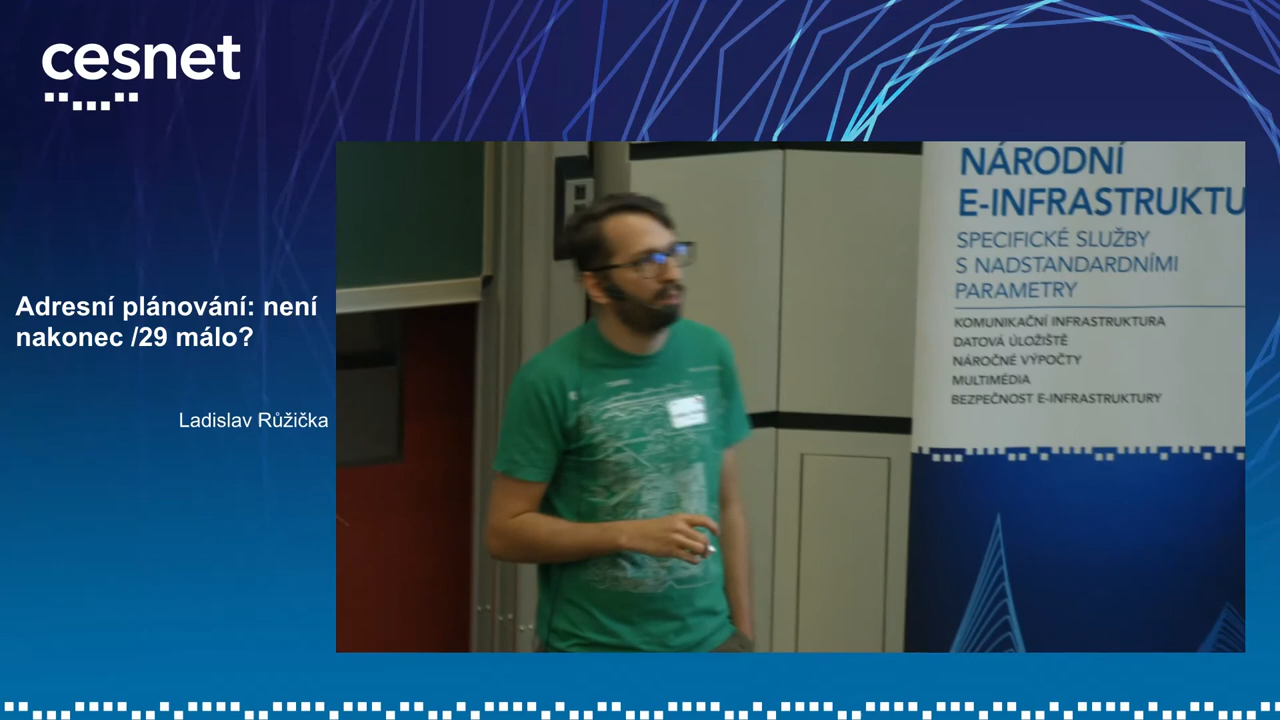 cesnet
Adresní plánování: není
nakonec /29 málo?
Ladislav Růžička
NÁRODNÍ
E-INFRASTRUKTU
SPECIFICKÉ SLUŽBY
S NADSTANDARDNÍMI
PARAMETRY
KOMUNIKAČNÍ INFRASTRUKTURA
DATOVÁ ÚLOŽIŠTĚ
NÁROČNÉ VÝPOČTY
MULTIMÉDIA
BEZPEČNOST E-INFRASTRUKTURY